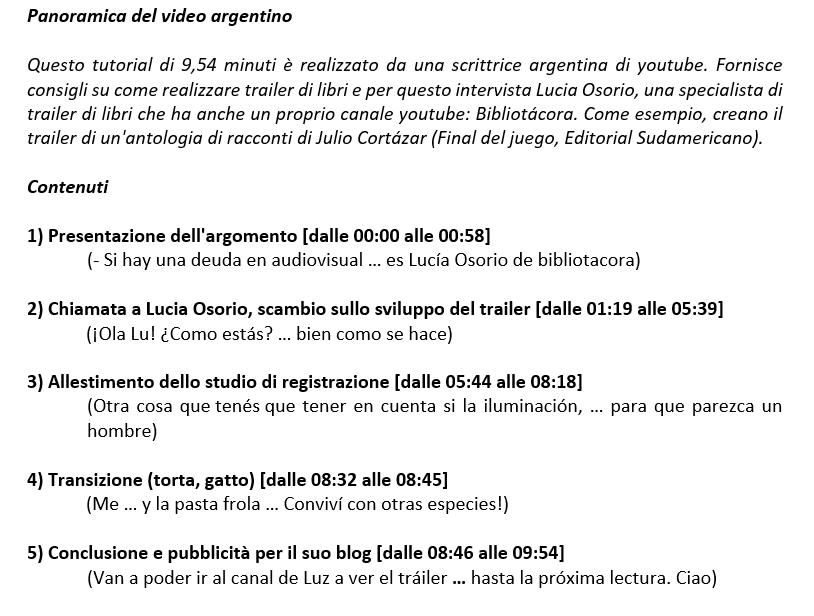 Panoramica del video argentino
Questo tutorial di 9,54 minuti è realizzato da una scrittrice argentina di youtube. Fornisce
consigli su come realizzare trailer di libri e per questo intervista Lucia Osorio, una specialista di
trailer di libri che ha anche un proprio canale youtube: Bibliotácora. Come esempio, creano il
trailer di un'antologia di racconti di Julio Cortázar (Final del juego, Editorial Sudamericano).
Contenuti
1) Presentazione dell'argomento [dalle 00:00 alle 00:58]
(- Si hay una deuda en audiovisual ... es Lucía Osorio de bibliotacora)
2) Chiamata a Lucia Osorio, scambio sullo sviluppo del trailer [dalle 01:19 alle 05:39]
(¡Ola Lu! ¿Como estás? ... bien como se hace)
3) Allestimento dello studio di registrazione [dalle 05:44 alle 08:18]
(Otra cosa que tenés que tener en cuenta si la iluminación, ... para que parezca un
hombre)
4) Transizione (torta, gatto) [dalle 08:32 alle 08:45]
(Me ... y la pasta frola ... Conviví con otras especies!)
5) Conclusione e pubblicità per il suo blog [dalle 08:46 alle 09:54]
(Van a poder ir al canal de Luz a ver el tráiler ... hasta la próxima lectura. Ciao)